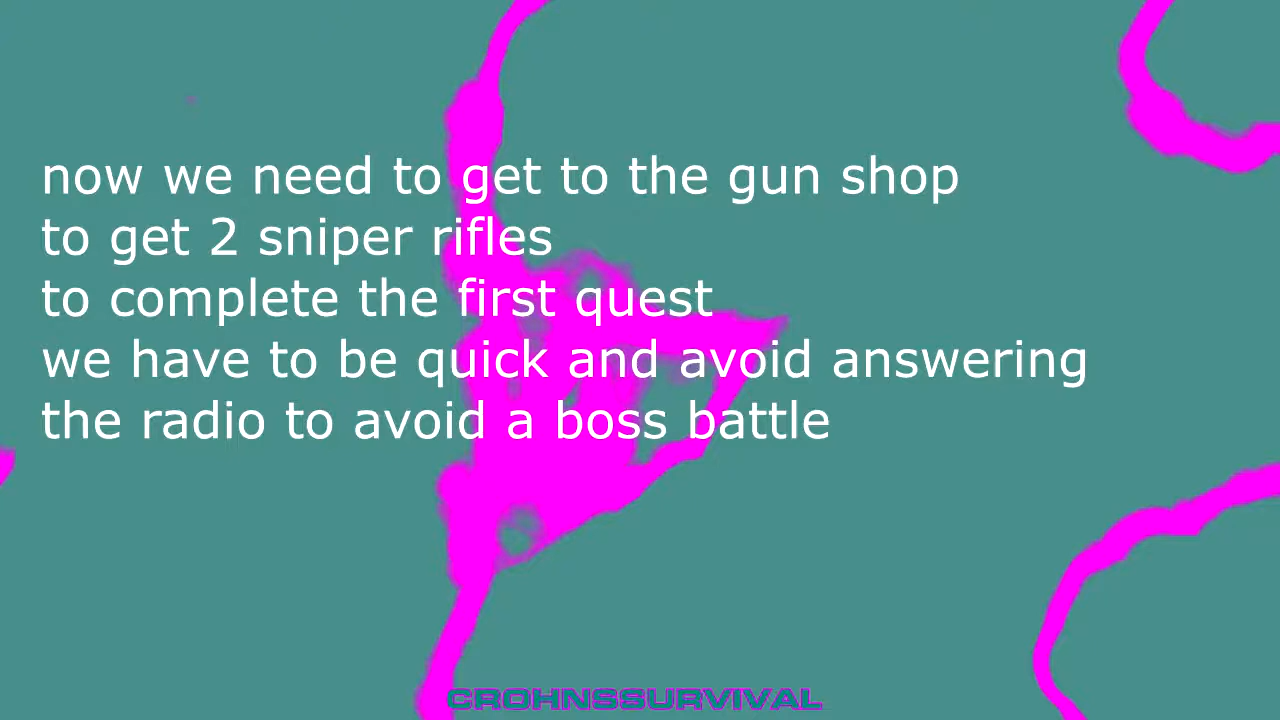 now we need to get to the gun shop
to get 2 sniper rifles
to complete the first quest
we have to be quick and avoid answering
the radio to avoid a boss battle
CROHNSSURVIVAL